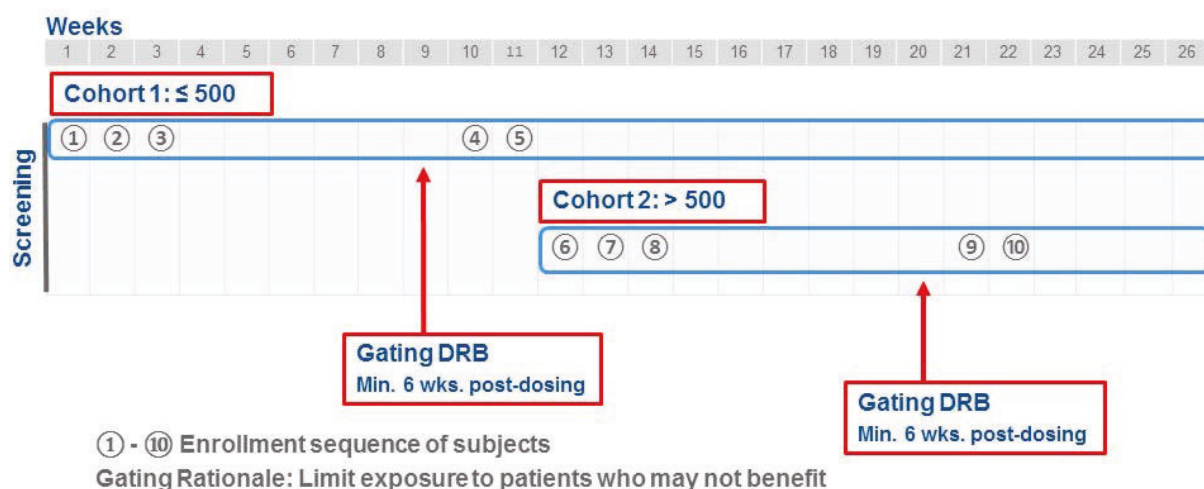 Weeks
1 2 3 4 5 6 7 8 9 10 11 12 13 14 15 16 17 18 19 20 21 22 23 24 25 26
Cohort 1: ≤ 500
Screening
① ② ③ ④ ⑤
Cohort 2: > 500
⑥ ⑦ ⑧ ⑨ ⑩
Gating DRB
Min. 6 wks. post-dosing
Gating DRB
Min. 6 wks. post-dosing
① - ⑩ Enrollment sequence of subjects
Gating Rationale: Limit exposure to patients who may not benefit